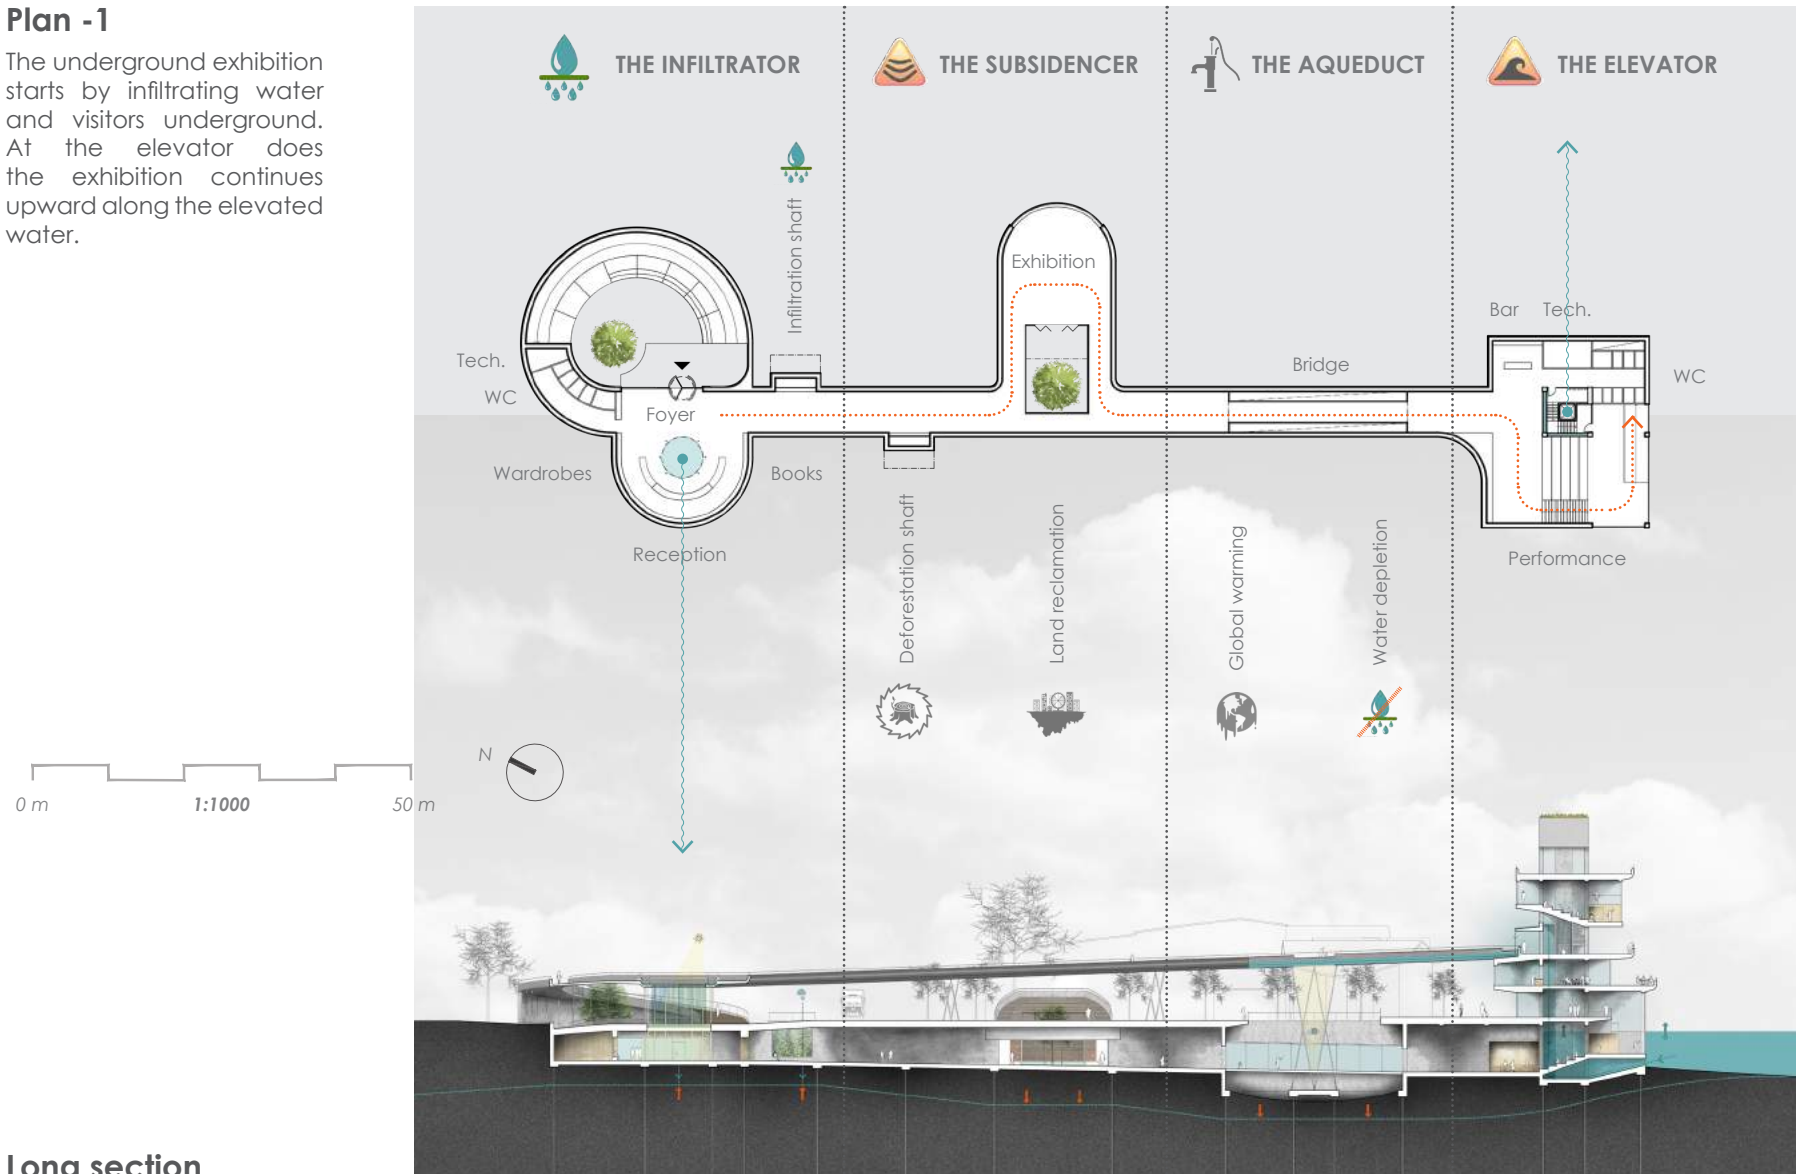 Plan -1
The underground exhibition
starts by infiltrating water
and visitors underground.
At the elevator does
the exhibition continues
upward along the elevated
water.
THE INFILTRATOR
THE SUBSIDENCER
THE AQUEDUCT
THE ELEVATOR
Infiltration shaft
Exhibition
Bar
Tech.
Tech.
Bridge
WC
WC
Foyer
Wardrobes
Books
Reception
Performance
Deforestation shaft
Land reclamation
Global warming
Water depletion
N
0 m
1:1000
50 m
Long section